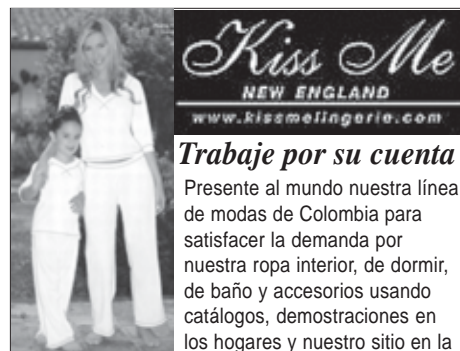 Kiss Me
NEW ENGLAND
www.kissmelingerie.com
Trabaje por su cuenta
Presente al mundo nuestra línea
de modas de Colombia para
satisfacer la demanda por
nuestra ropa interior, de dormir,
de baño y accesorios usando
catálogos, demostraciones en
los hogares y nuestro sitio en la